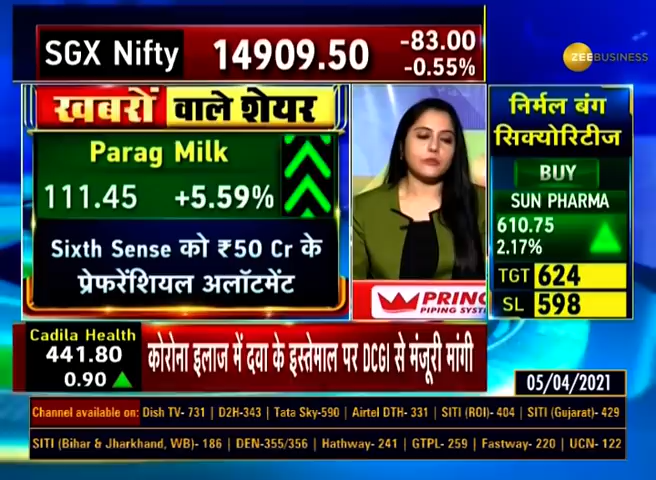 SGX Nifty 14909.50 -83.00
-0.55%
ZEEBUSINESS
खबरों वाले शेयर
Parag Milk
111.45 +5.59%
Sixth Sense को ₹50 Cr के
प्रेफरेंशियल अलॉटमेंट
PRINC
PIPING SYST
निर्मल बंग
सिक्योरिटीज
BUY
SUN PHARMA
610.75
2.17%
TGT 624
SL 598
Cadila Health
441.80
0.90
कोरोना इलाज में दवा के इस्तेमाल पर DCGI से मंजूरी मांगी
05/04/2021
Channel available on: Dish TV- 731 | D2H-343 | Tata Sky-590 | Airtel DTH- 331 | SITI (ROI)- 404 | SITI (Gujarat)- 429
SITI (Bihar & Jharkhand, WB)- 186 | DEN-355/356 | Hathway- 241 | GTPL- 259 | Fastway- 220 | UCN- 122